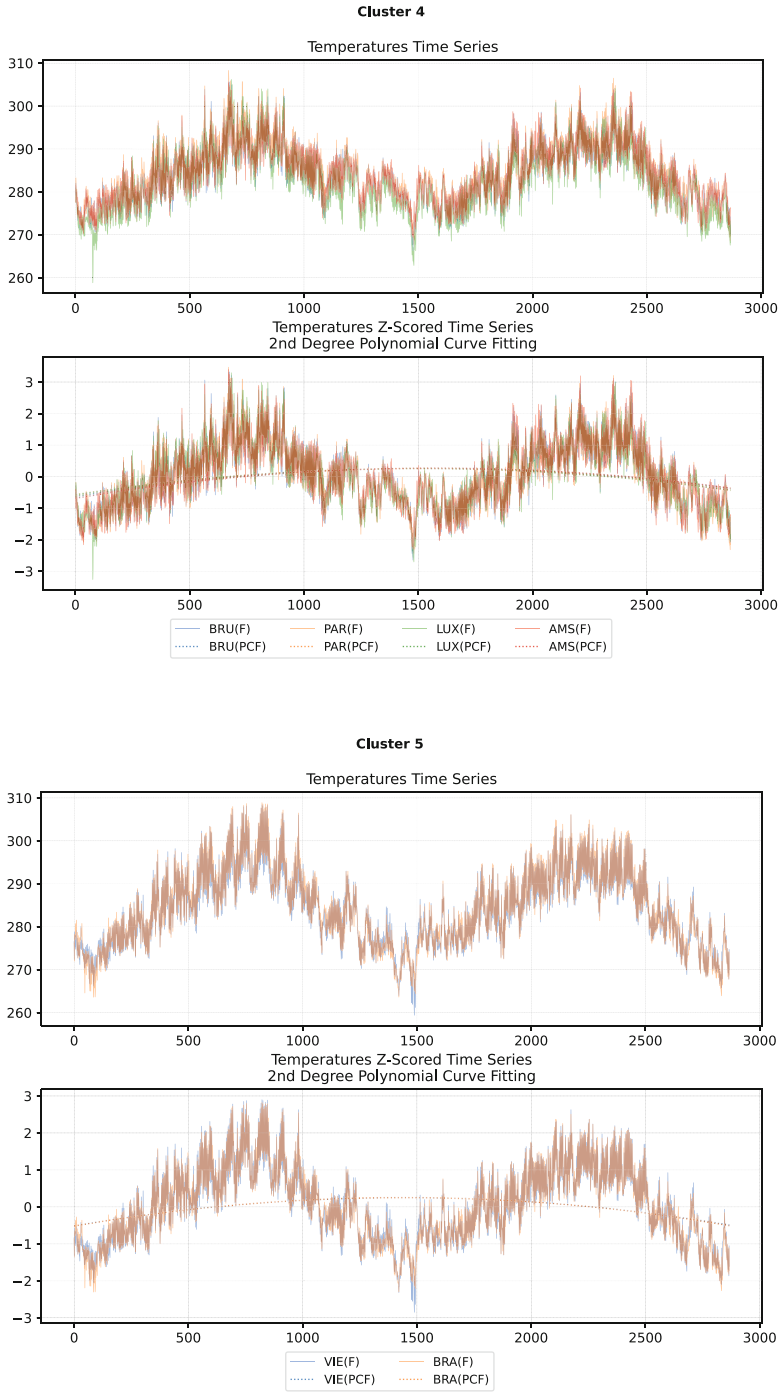 Cluster 4
Temperatures Time Series
310
300
290
280
270
260
0 500 1000 1500 2000 2500 3000
Temperatures Z-Scored Time Series
2nd Degree Polynomial Curve Fitting
3
2
1
0
−1
−2
−3
0 500 1000 1500 2000 2500 3000
BRU(F) PAR(F) LUX(F) AMS(F)
BRU(PCF) PAR(PCF) LUX(PCF) AMS(PCF)
Cluster 5
Temperatures Time Series
310
300
290
280
270
260
0 500 1000 1500 2000 2500 3000
Temperatures Z-Scored Time Series
2nd Degree Polynomial Curve Fitting
3
2
1
0
−1
−2
−3
0 500 1000 1500 2000 2500 3000
VIE(F) BRA(F)
VIE(PCF) BRA(PCF)